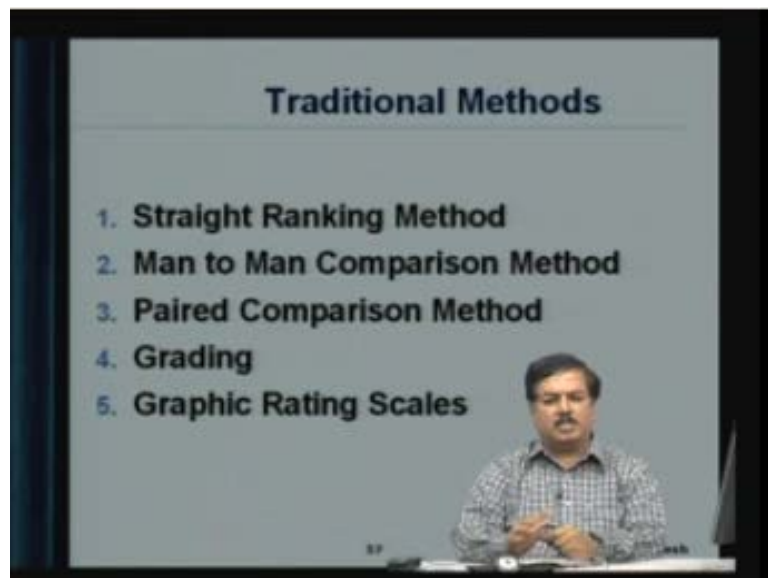 Traditional Methods
1. Straight Ranking Method
2. Man to Man Comparison Method
3. Paired Comparison Method
4. Grading
5. Graphic Rating Scales